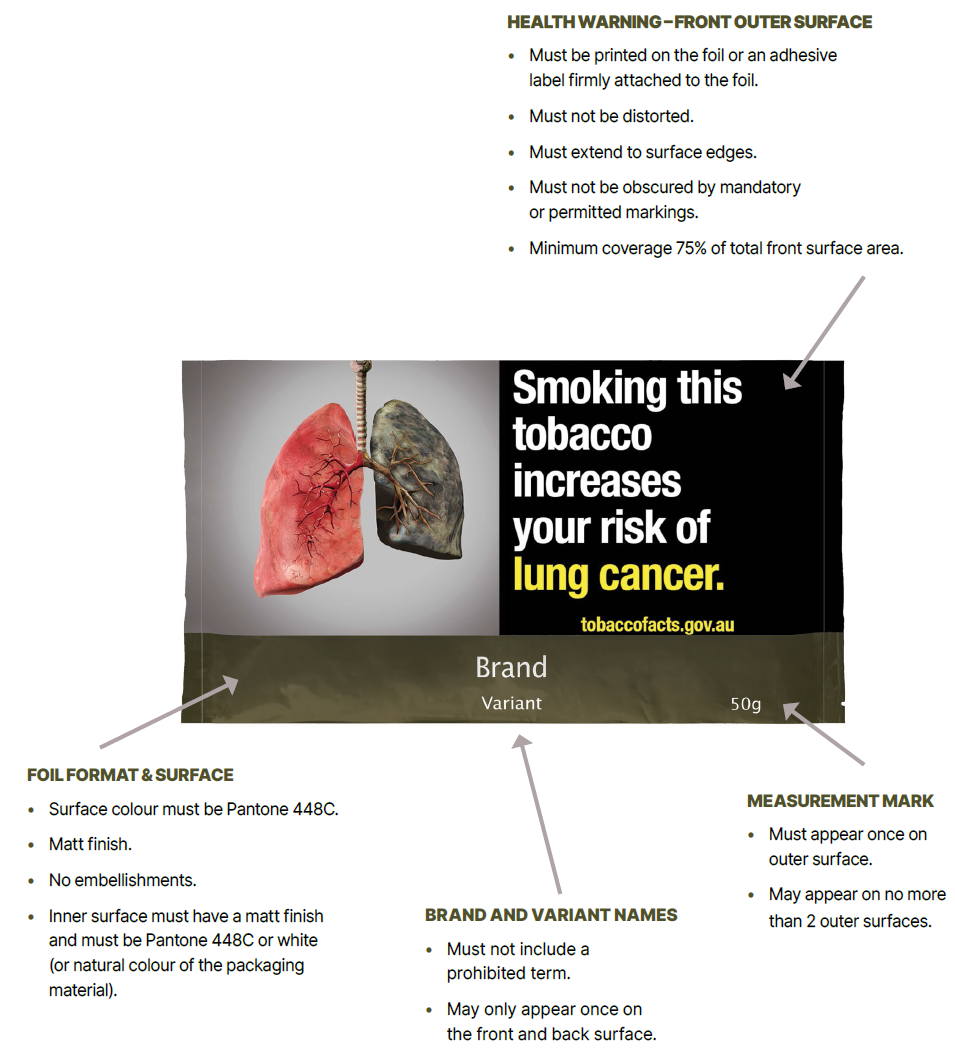 HEALTH WARNING – FRONT OUTER SURFACE
• Must be printed on the foil or an adhesive
label firmly attached to the foil.
• Must not be distorted.
• Must extend to surface edges.
• Must not be obscured by mandatory
or permitted markings.
• Minimum coverage 75% of total front surface area.
Smoking this
tobacco
increases
your risk of
lung cancer.
tobaccofacts.gov.au
Brand
Variant
50g
FOIL FORMAT & SURFACE
• Surface colour must be Pantone 448C.
• Matt finish.
• No embellishments.
• Inner surface must have a matt finish
and must be Pantone 448C or white
(or natural colour of the packaging
material).
BRAND AND VARIANT NAMES
• Must not include a
prohibited term.
• May only appear once on
the front and back surface.
MEASUREMENT MARK
• Must appear once on
outer surface.
• May appear on no more
than 2 outer surfaces.